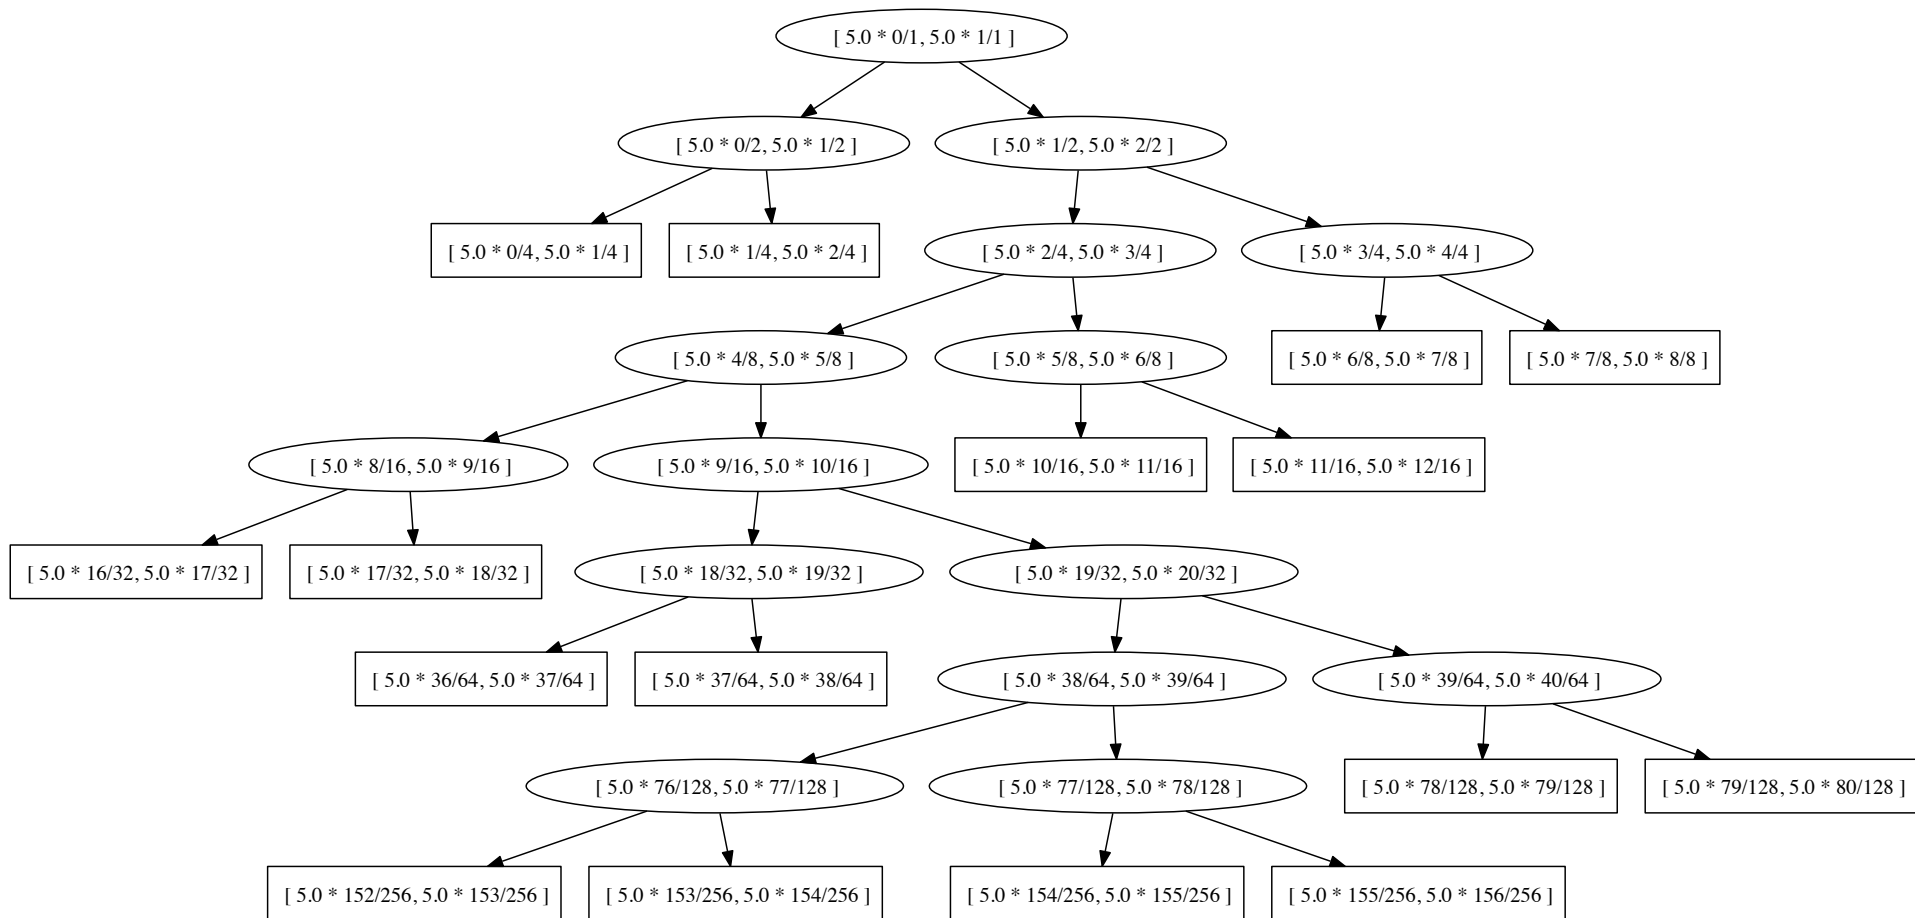 [ 5.0 * 0/1, 5.0 * 1/1 ]
[ 5.0 * 0/2, 5.0 * 1/2 ]
[ 5.0 * 1/2, 5.0 * 2/2 ]
[ 5.0 * 0/4, 5.0 * 1/4 ]
[ 5.0 * 1/4, 5.0 * 2/4 ]
[ 5.0 * 2/4, 5.0 * 3/4 ]
[ 5.0 * 3/4, 5.0 * 4/4 ]
[ 5.0 * 4/8, 5.0 * 5/8 ]
[ 5.0 * 5/8, 5.0 * 6/8 ]
[ 5.0 * 6/8, 5.0 * 7/8 ]
[ 5.0 * 7/8, 5.0 * 8/8 ]
[ 5.0 * 8/16, 5.0 * 9/16 ]
[ 5.0 * 9/16, 5.0 * 10/16 ]
[ 5.0 * 10/16, 5.0 * 11/16 ]
[ 5.0 * 11/16, 5.0 * 12/16 ]
[ 5.0 * 16/32, 5.0 * 17/32 ]
[ 5.0 * 17/32, 5.0 * 18/32 ]
[ 5.0 * 18/32, 5.0 * 19/32 ]
[ 5.0 * 19/32, 5.0 * 20/32 ]
[ 5.0 * 36/64, 5.0 * 37/64 ]
[ 5.0 * 37/64, 5.0 * 38/64 ]
[ 5.0 * 38/64, 5.0 * 39/64 ]
[ 5.0 * 39/64, 5.0 * 40/64 ]
[ 5.0 * 76/128, 5.0 * 77/128 ]
[ 5.0 * 77/128, 5.0 * 78/128 ]
[ 5.0 * 78/128, 5.0 * 79/128 ]
[ 5.0 * 79/128, 5.0 * 80/128 ]
[ 5.0 * 152/256, 5.0 * 153/256 ]
[ 5.0 * 153/256, 5.0 * 154/256 ]
[ 5.0 * 154/256, 5.0 * 155/256 ]
[ 5.0 * 155/256, 5.0 * 156/256 ]